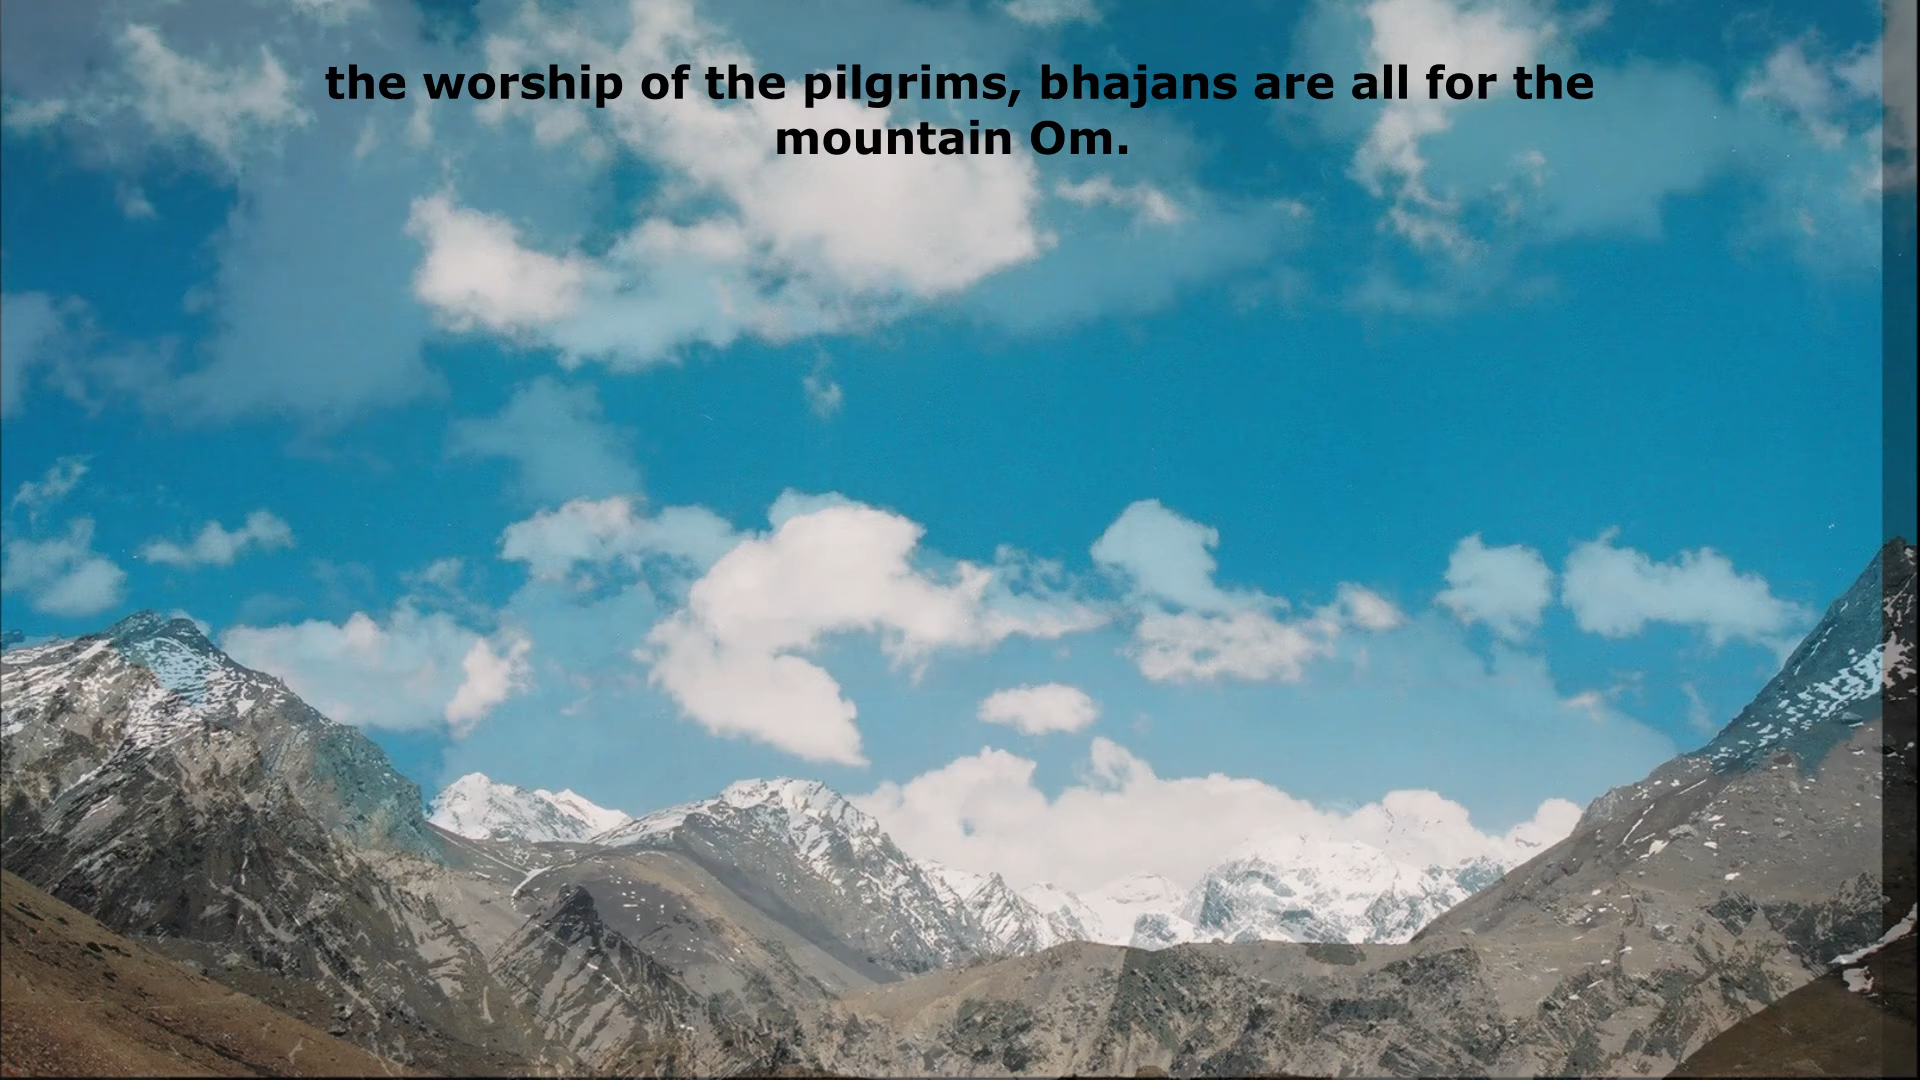 the worship of the pilgrims, bhajans are all for the
mountain Om.